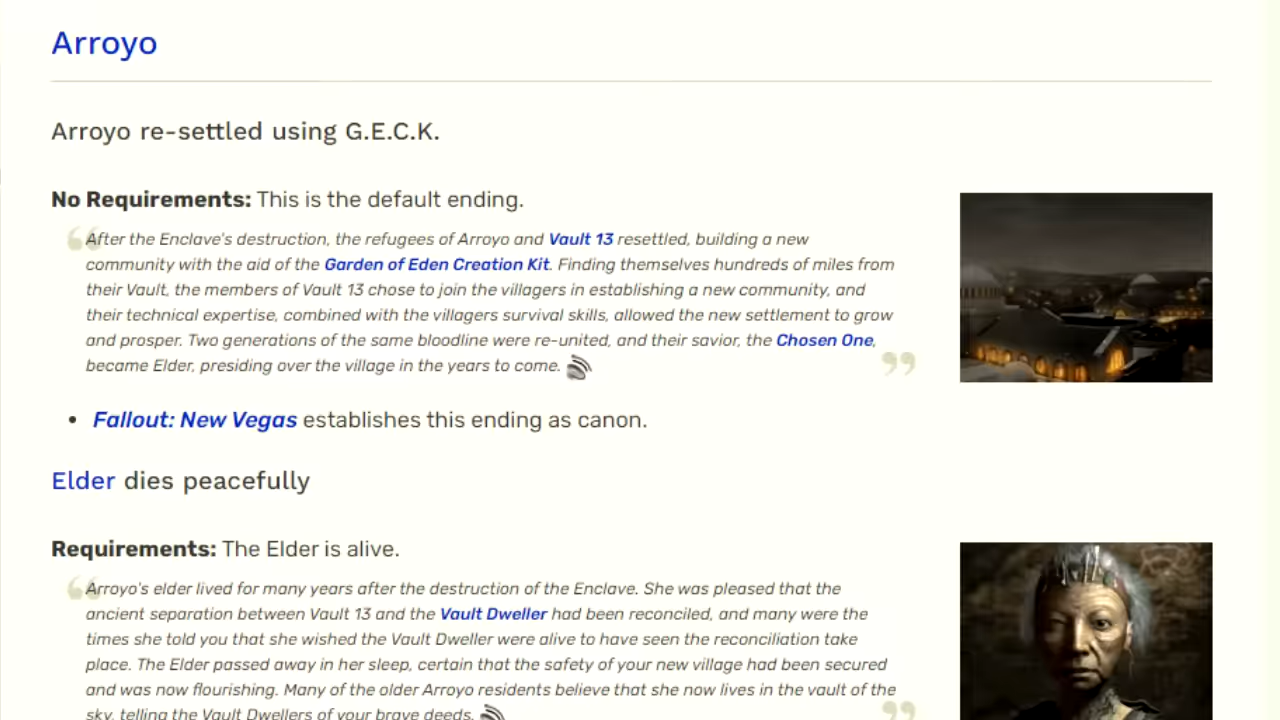 Arroyo
Arroyo re-settled using G.E.C.K.
No Requirements: This is the default ending.
After the Enclave's destruction, the refugees of Arroyo and Vault 13 resettled, building a new
community with the aid of the Garden of Eden Creation Kit. Finding themselves hundreds of miles from
their Vault, the members of Vault 13 chose to join the villagers in establishing a new community, and
their technical expertise, combined with the villagers survival skills, allowed the new settlement to grow
and prosper. Two generations of the same bloodline were re-united, and their savior, the Chosen One,
became Elder, presiding over the village in the years to come.
• Fallout: New Vegas establishes this ending as canon.
Elder dies peacefully
Requirements: The Elder is alive.
Arroyo's elder lived for many years after the destruction of the Enclave. She was pleased that the
ancient separation between Vault 13 and the Vault Dweller had been reconciled, and many were the
times she told you that she wished the Vault Dweller were alive to have seen the reconciliation take
place. The Elder passed away in her sleep, certain that the safety of your new village had been secured
and was now flourishing. Many of the older Arroyo residents believe that she now lives in the vault of the
sky, telling the Vault Dwellers of your brave deeds.